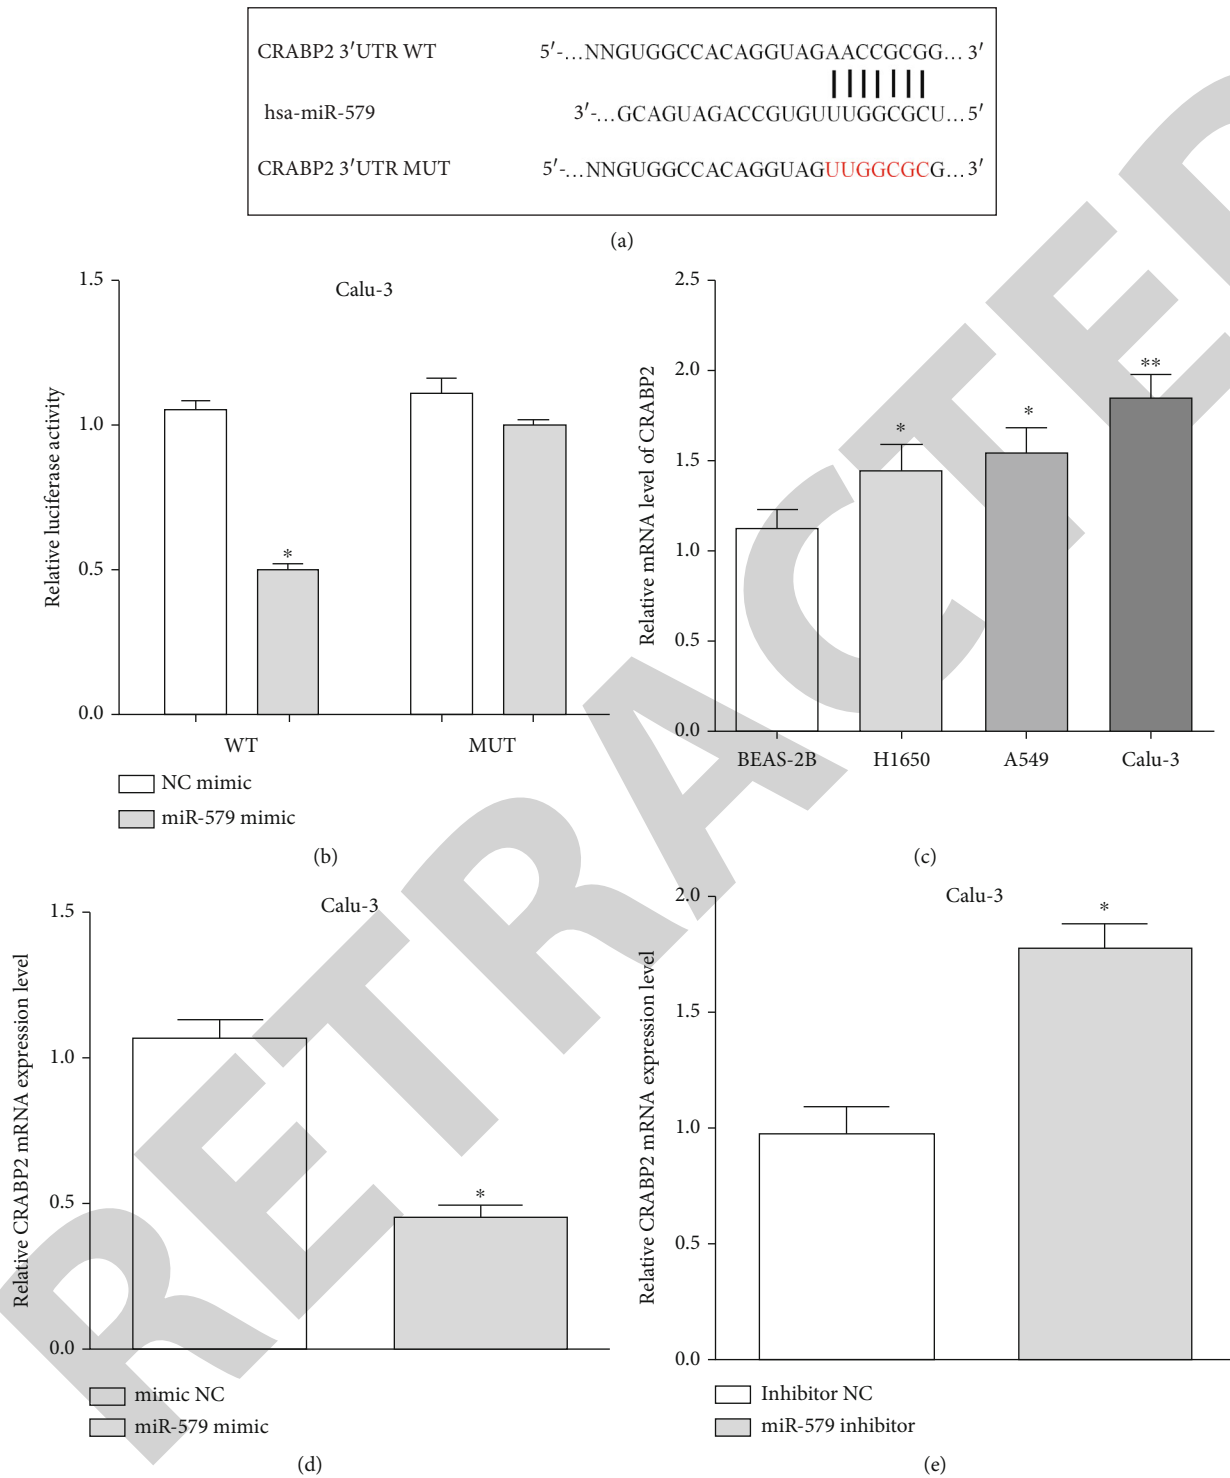 CRABP2 3′UTR WT 5′-...NNGUGGCCACAGGUAGAACCGCGG... 3′
hsa-miR-579 3′-...GCAGUAGACCGUGUUUGGCGCU... 5′
CRABP2 3′UTR MUT 5′-...NNGUGGCCACAGGUAGUUGGCGCG... 3′
(a)
Calu-3
Relative luciferase activity
1.5
1.0
0.5
0.0
*
WT MUT
NC mimic
miR-579 mimic
(b)
Relative mRNA level of CRABP2
2.5
2.0
1.5
1.0
0.5
0.0
* * **
BEAS-2B H1650 A549 Calu-3
(c)
Calu-3
Relative CRABP2 mRNA expression level
1.5
1.0
0.5
0.0
*
mimic NC
miR-579 mimic
(d)
Calu-3
Relative CRABP2 mRNA expression level
2.0
1.5
1.0
0.5
0.0
*
Inhibitor NC
miR-579 inhibitor
(e)
RETRACTED